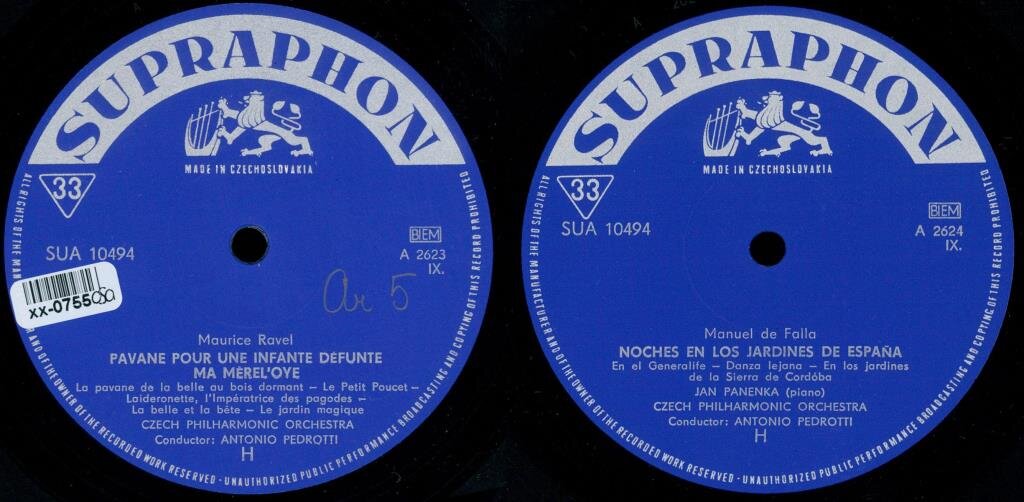 SUPRAPHON
MADE IN CZECHOSLOVAKIA
33
SUA 10494
BIEM
A 2623
IX.
xx-0755
Ar 5
Maurice Ravel
PAVANE POUR UNE INFANTE DÉFUNTE
MA MÈREL'OYE
La pavane de la belle au bois dormant – Le Petit Poucet –
Laideronette, l'Impératrice des pagodes –
La belle et la bête – Le jardin magique
CZECH PHILHARMONIC ORCHESTRA
Conductor: ANTONIO PEDROTTI
H
ALL RIGHTS OF THE MANUFACTURER AND OF THE OWNER OF THE RECORDED WORK RESERVED - UNAUTHORIZED PUBLIC PERFORMANCE BROADCASTING AND COPYING OF THIS RECORD PROHIBITED
SUPRAPHON
MADE IN CZECHOSLOVAKIA
33
SUA 10494
BIEM
A 2624
IX.
Manuel de Falla
NOCHES EN LOS JARDINES DE ESPAÑA
En el Generalife – Danza lejana – En los jardines
de la Sierra de Cordóba
JAN PANENKA (piano)
CZECH PHILHARMONIC ORCHESTRA
Conductor: ANTONIO PEDROTTI
H
ALL RIGHTS OF THE MANUFACTURER AND OF THE OWNER OF THE RECORDED WORK RESERVED - UNAUTHORIZED PUBLIC PERFORMANCE BROADCASTING AND COPYING OF THIS RECORD PROHIBITED